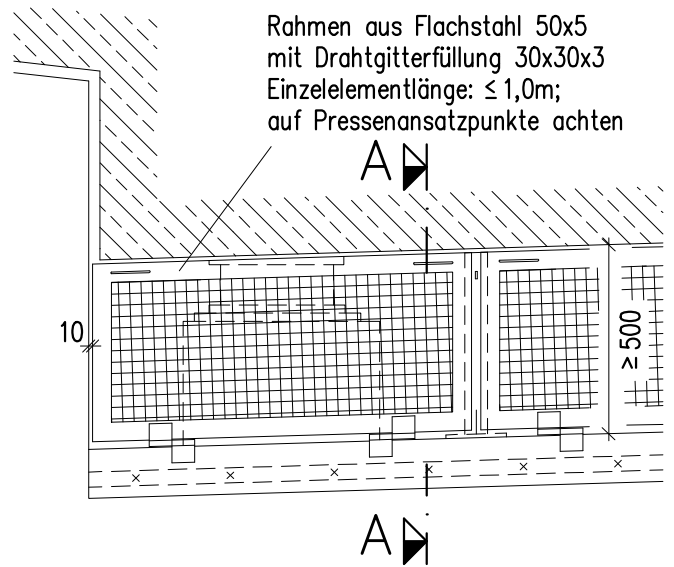 Rahmen aus Flachstahl 50x5
mit Drahtgitterfüllung 30x30x3
Einzelelementlänge: ≤ 1,0m;
auf Pressenansatzpunkte achten
A
10
≥ 500
A